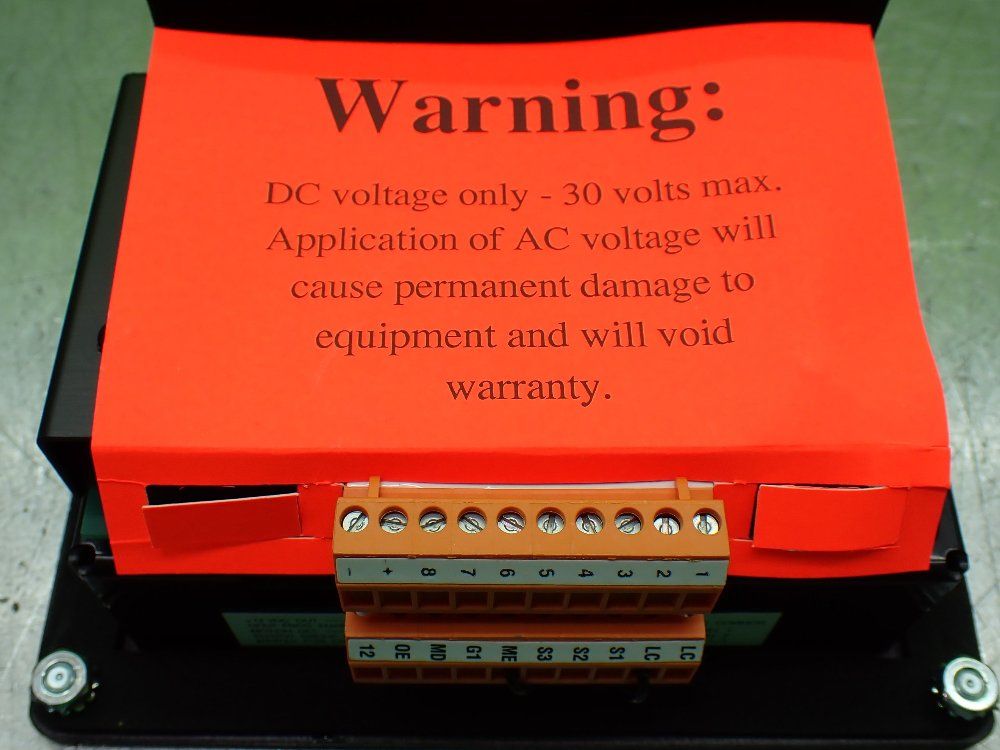 Warning:
DC voltage only - 30 volts max.
Application of AC voltage will
cause permanent damage to
equipment and will void
warranty.
- + 8 7 6 5 4 3 2 1
12 OE MD G1 ME S3 S2 S1 LC LC